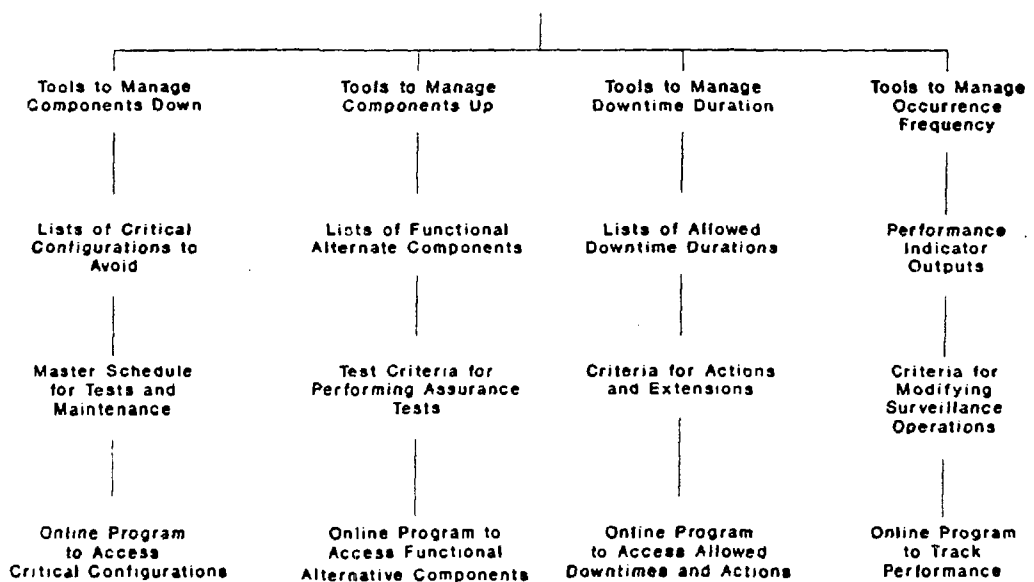 Tools to Manage
Components Down
Tools to Manage
Components Up
Tools to Manage
Downtime Duration
Tools to Manage
Occurrence
Frequency
Lists of Critical
Configurations to
Avoid
Lists of Functional
Alternate Components
Lists of Allowed
Downtime Durations
Performance
Indicator
Outputs
Master Schedule
for Tests and
Maintenance
Test Criteria for
Performing Assurance
Tests
Criteria for Actions
and Extensions
Criteria for
Modifying
Surveillance
Operations
Online Program
to Access
Critical Configurations
Online Program to
Access Functional
Alternative Components
Online Program
to Access Allowed
Downtimes and Actions
Online Program
to Track
Performance